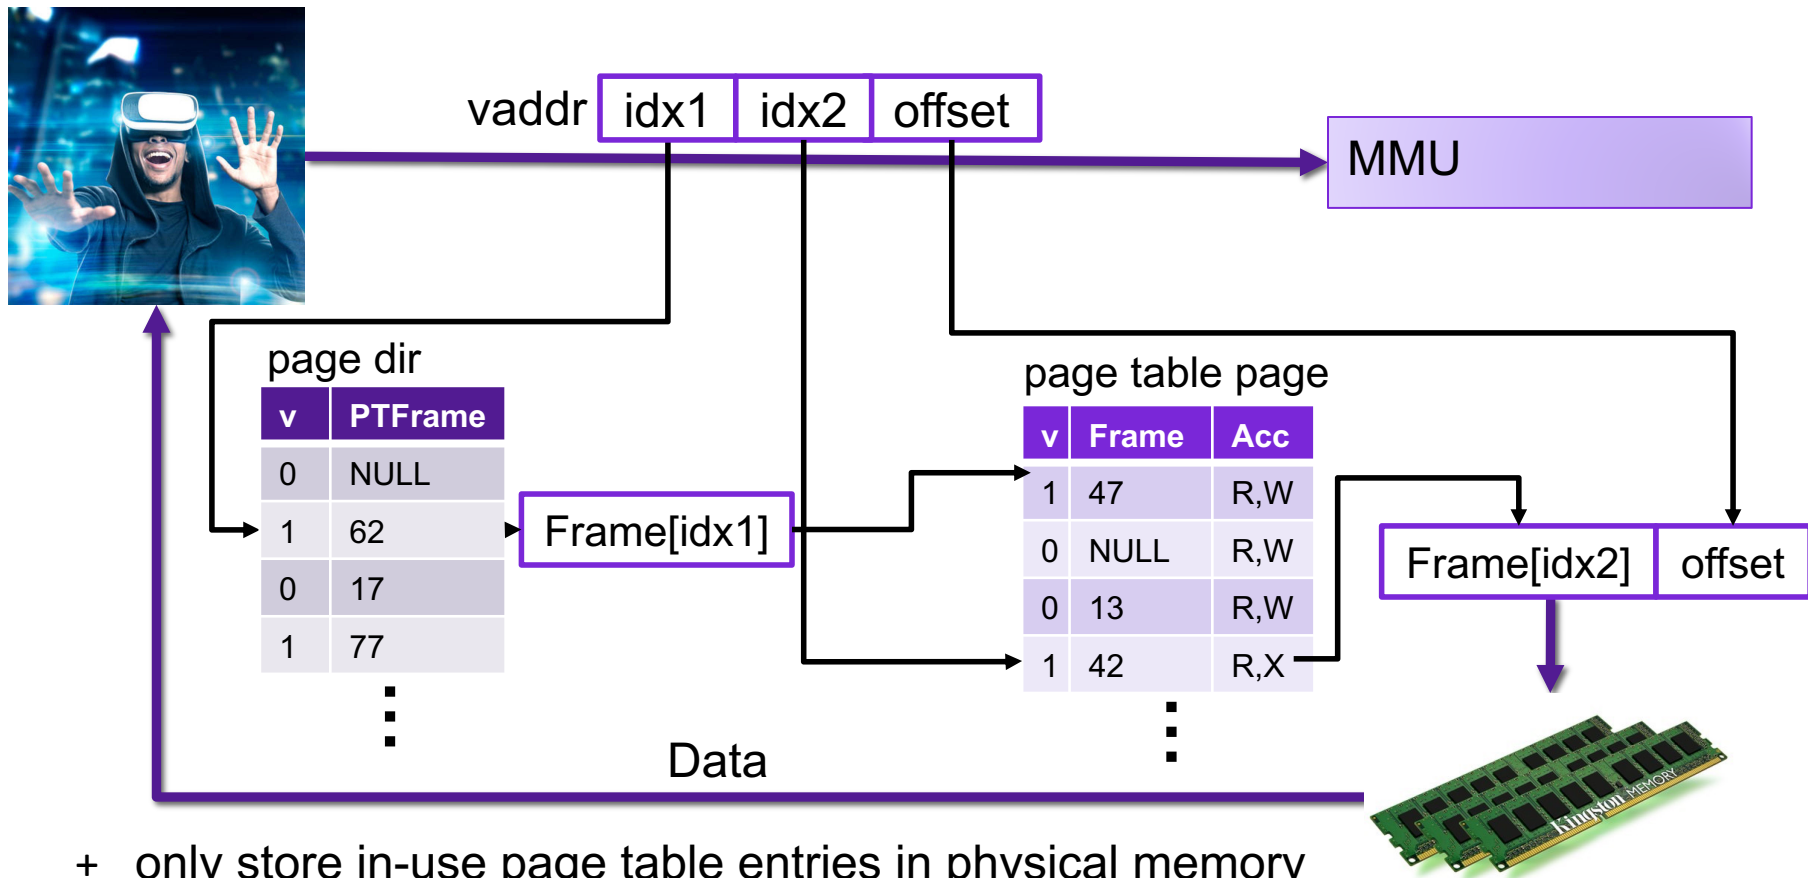 vaddr idx1 idx2 offset
MMU
page dir
v PTFrame
0 NULL
1 62
0 17
1 77
Frame[idx1]
page table page
v Frame Acc
1 47 R,W
0 NULL R,W
0 13 R,W
1 42 R,X
Frame[idx2] offset
Data
Kingston MEMORY
+ only store in-use page table entries in physical memory